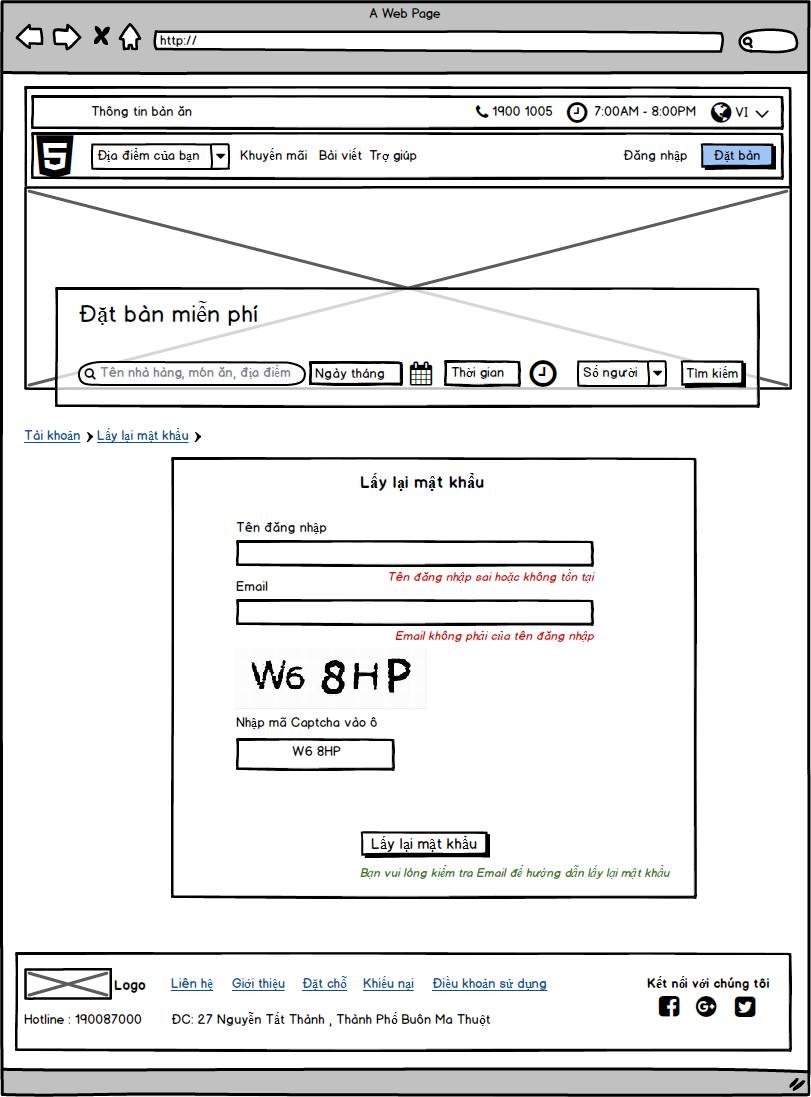 A Web Page
http://
Thông tin bàn ăn
1900 1005
7:00AM - 8:00PM
VI
5
Địa điểm của bạn
Khuyến mãi
Bài viết
Trợ giúp
Đăng nhập
Đặt bàn
Đặt bàn miễn phí
Tên nhà hàng, món ăn, địa điểm
Ngày tháng
Thời gian
Số người
Tìm kiếm
Tài khoản
Lấy lại mật khẩu
Lấy lại mật khẩu
Tên đăng nhập
Tên đăng nhập sai hoặc không tồn tại
Email
Email không phải của tên đăng nhập
W6 8HP
Nhập mã Captcha vào ô
W6 8HP
Lấy lại mật khẩu
Bạn vui lòng kiểm tra Email để hướng dẫn lấy lại mật khẩu
Logo
Liên hệ
Giới thiệu
Đặt chỗ
Khiếu nại
Điều khoản sử dụng
Kết nối với chúng tôi
Hotline : 190087000
ĐC: 27 Nguyễn Tất Thành , Thành Phố Buôn Ma Thuột